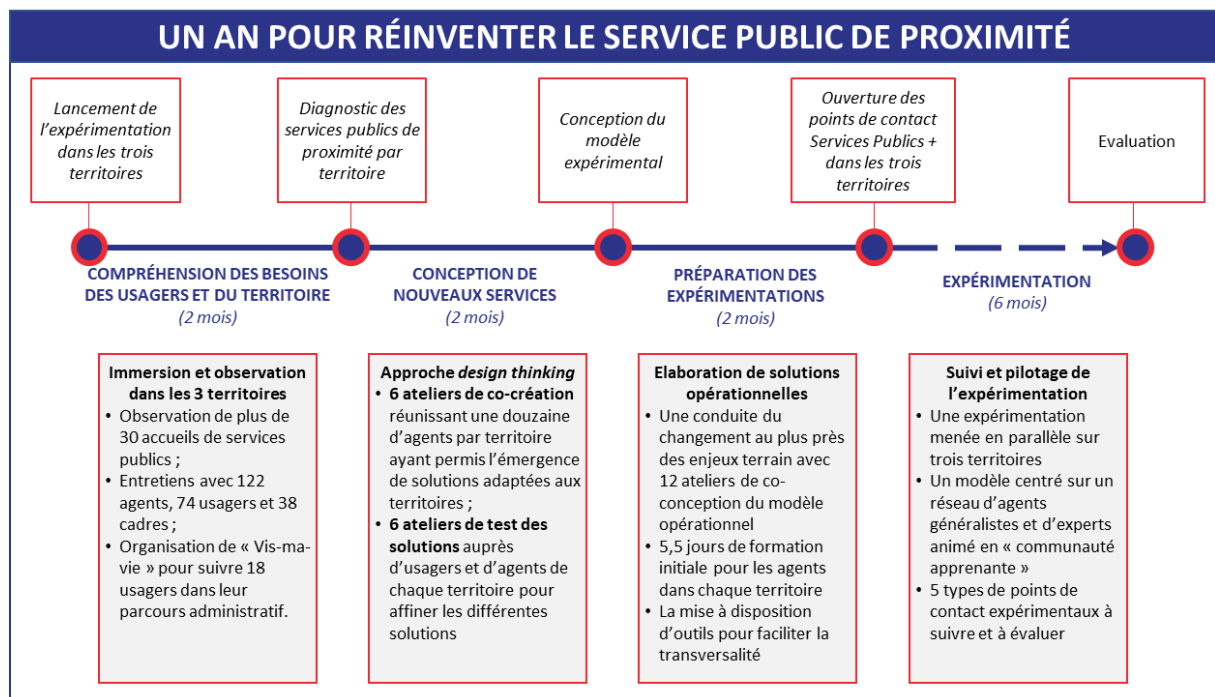 UN AN POUR RÉINVENTER LE SERVICE PUBLIC DE PROXIMITÉ
Lancement de
l’expérimentation
dans les trois
territoires
Diagnostic des
services publics de
proximité par
territoire
Conception du
modèle
expérimental
Ouverture des
points de contact
Services Publics +
dans les trois
territoires
Evaluation
COMPRÉHENSION DES BESOINS
DES USAGERS ET DU TERRITOIRE
(2 mois)
CONCEPTION DE
NOUVEAUX SERVICES
(2 mois)
PRÉPARATION DES
EXPÉRIMENTATIONS
(2 mois)
EXPÉRIMENTATION
(6 mois)
Immersion et observation
dans les 3 territoires
• Observation de plus de
30 accueils de services
publics ;
• Entretiens avec 122
agents, 74 usagers et 38
cadres ;
• Organisation de « Vis-ma-
vie » pour suivre 18
usagers dans leur
parcours administratif.
Approche design thinking
• 6 ateliers de co-création
réunissant une douzaine
d’agents par territoire
ayant permis l’émergence
de solutions adaptées aux
territoires ;
• 6 ateliers de test des
solutions auprès
d’usagers et d’agents de
chaque territoire pour
affiner les différentes
solutions
Elaboration de solutions
opérationnelles
• Une conduite du
changement au plus près
des enjeux terrain avec
12 ateliers de co-
conception du modèle
opérationnel
• 5,5 jours de formation
initiale pour les agents
dans chaque territoire
• La mise à disposition
d’outils pour faciliter la
transversalité
Suivi et pilotage de
l’expérimentation
• Une expérimentation
menée en parallèle sur
trois territoires
• Un modèle centré sur un
réseau d’agents
généralistes et d’experts
animé en « communauté
apprenante »
• 5 types de points de
contact expérimentaux à
suivre et à évaluer